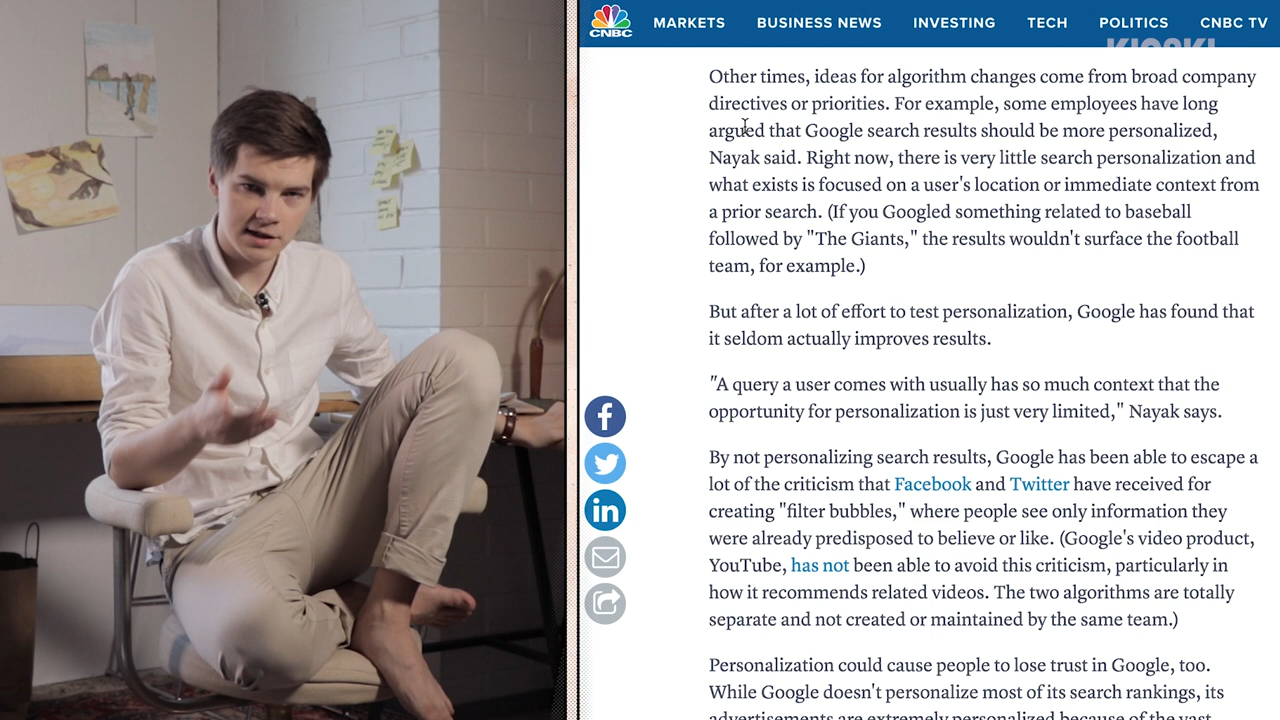 CNBC
MARKETS BUSINESS NEWS INVESTING TECH POLITICS CNBC TV
KIOSKI
Other times, ideas for algorithm changes come from broad company
directives or priorities. For example, some employees have long
argued that Google search results should be more personalized,
Nayak said. Right now, there is very little search personalization and
what exists is focused on a user's location or immediate context from
a prior search. (If you Googled something related to baseball
followed by "The Giants," the results wouldn't surface the football
team, for example.)
But after a lot of effort to test personalization, Google has found that
it seldom actually improves results.
"A query a user comes with usually has so much context that the
opportunity for personalization is just very limited," Nayak says.
By not personalizing search results, Google has been able to escape a
lot of the criticism that Facebook and Twitter have received for
creating "filter bubbles," where people see only information they
were already predisposed to believe or like. (Google's video product,
YouTube, has not been able to avoid this criticism, particularly in
how it recommends related videos. The two algorithms are totally
separate and not created or maintained by the same team.)
Personalization could cause people to lose trust in Google, too.
While Google doesn't personalize most of its search rankings, its
advertisements are extremely personalized because of the vast